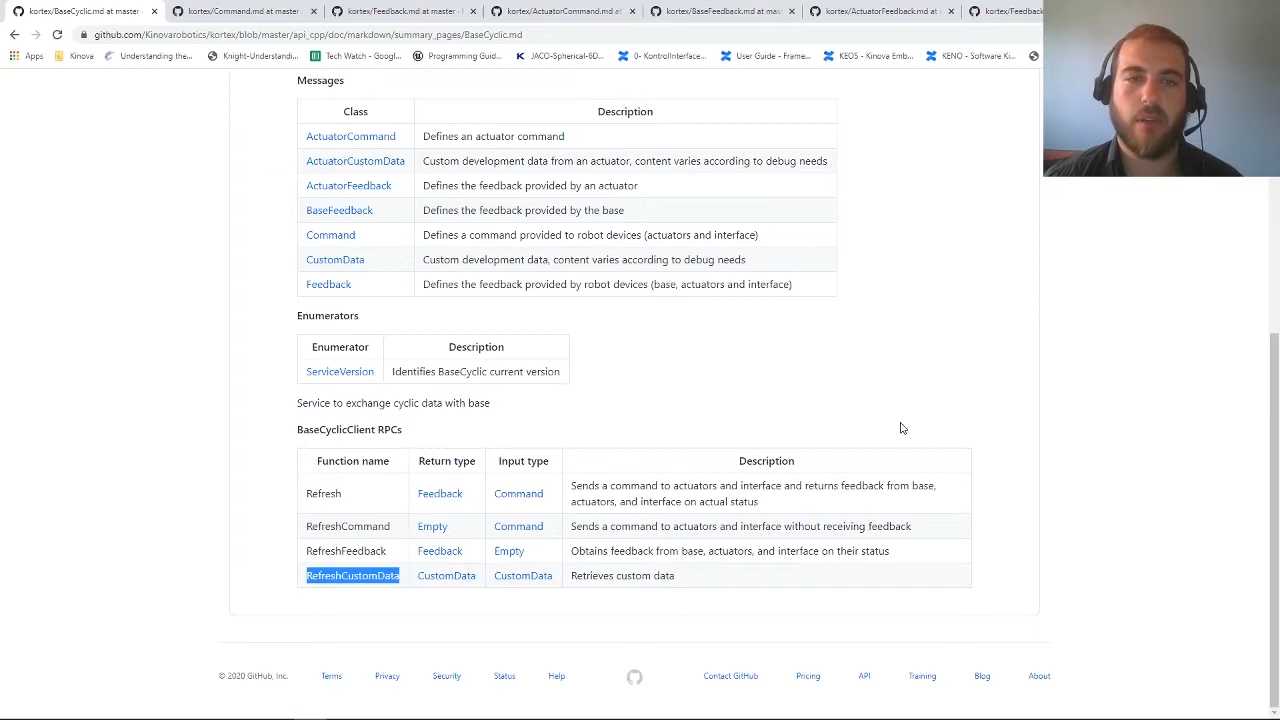 kortex/BaseCyclic.md at master
kortex/Command.md at master
kortex/Feedback.md at master
kortex/ActuatorCommand.md at
kortex/BaseFeedback.md at mas
kortex/ActuatorFeedback.md at
kortex/Feedb
github.com/Kinovarobotics/kortex/blob/master/api_cpp/doc/markdown/summary_pages/BaseCyclic.md
Apps
Kinova
Understanding the...
Knight-Understandi...
Tech Watch - Googl...
Programming Guid...
JACO-Spherical-6D...
0- KontrolInterface...
User Guide - Frame...
KEOS - Kinova Emb...
KENO - Software Ki...
Messages
Class Description
ActuatorCommand Defines an actuator command
ActuatorCustomData Custom development data from an actuator, content varies according to debug needs
ActuatorFeedback Defines the feedback provided by an actuator
BaseFeedback Defines the feedback provided by the base
Command Defines a command provided to robot devices (actuators and interface)
CustomData Custom development data, content varies according to debug needs
Feedback Defines the feedback provided by robot devices (base, actuators and interface)
Enumerators
Enumerator Description
ServiceVersion Identifies BaseCyclic current version
Service to exchange cyclic data with base
BaseCyclicClient RPCs
Function name Return type Input type Description
Refresh Feedback Command Sends a command to actuators and interface and returns feedback from base,
actuators, and interface on actual status
RefreshCommand Empty Command Sends a command to actuators and interface without receiving feedback
RefreshFeedback Feedback Empty Obtains feedback from base, actuators, and interface on their status
RefreshCustomData CustomData CustomData Retrieves custom data
© 2020 GitHub, Inc. Terms Privacy Security Status Help Contact GitHub Pricing API Training Blog About